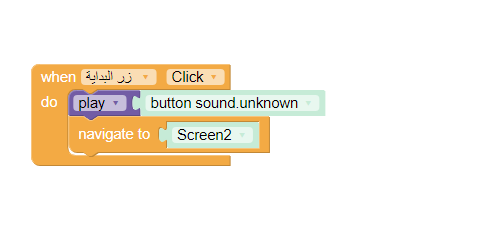 when زر البداية Click
do play button sound.unknown
navigate to Screen2